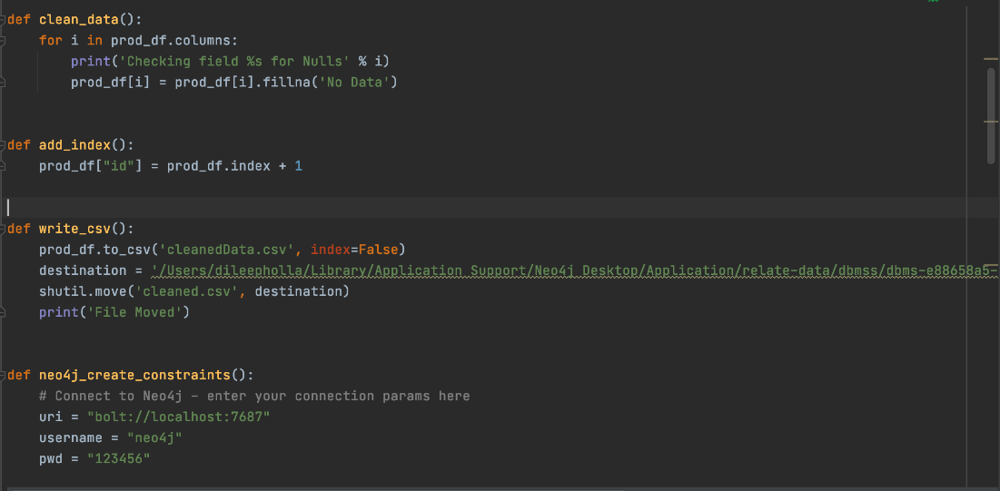 def clean_data():
    for i in prod_df.columns:
        print('Checking field %s for Nulls' % i)
        prod_df[i] = prod_df[i].fillna('No Data')
def add_index():
    prod_df["id"] = prod_df.index + 1
def write_csv():
    prod_df.to_csv('cleanedData.csv', index=False)
    destination = '/Users/dileepholla/Library/Application Support/Neo4j Desktop/Application/relate-data/dbmss/dbms-e88658a5-
    shutil.move('cleaned.csv', destination)
    print('File Moved')
def neo4j_create_constraints():
    # Connect to Neo4j - enter your connection params here
    uri = "bolt://localhost:7687"
    username = "neo4j"
    pwd = "123456"